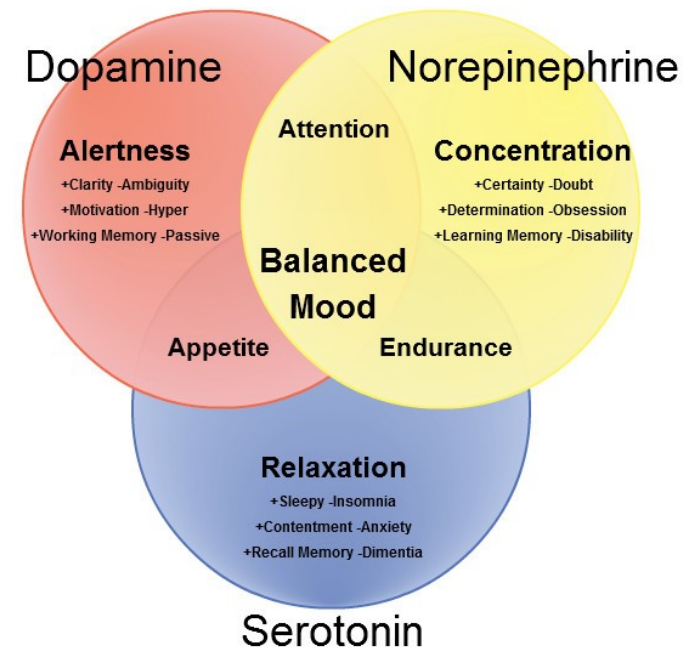 Dopamine
Norepinephrine
Attention
Alertness
+Clarity -Ambiguity
+Motivation -Hyper
+Working Memory -Passive
Concentration
+Certainty -Doubt
+Determination -Obsession
+Learning Memory -Disability
Balanced
Mood
Appetite
Endurance
Relaxation
+Sleepy -Insomnia
+Contentment -Anxiety
+Recall Memory -Dimentia
Serotonin